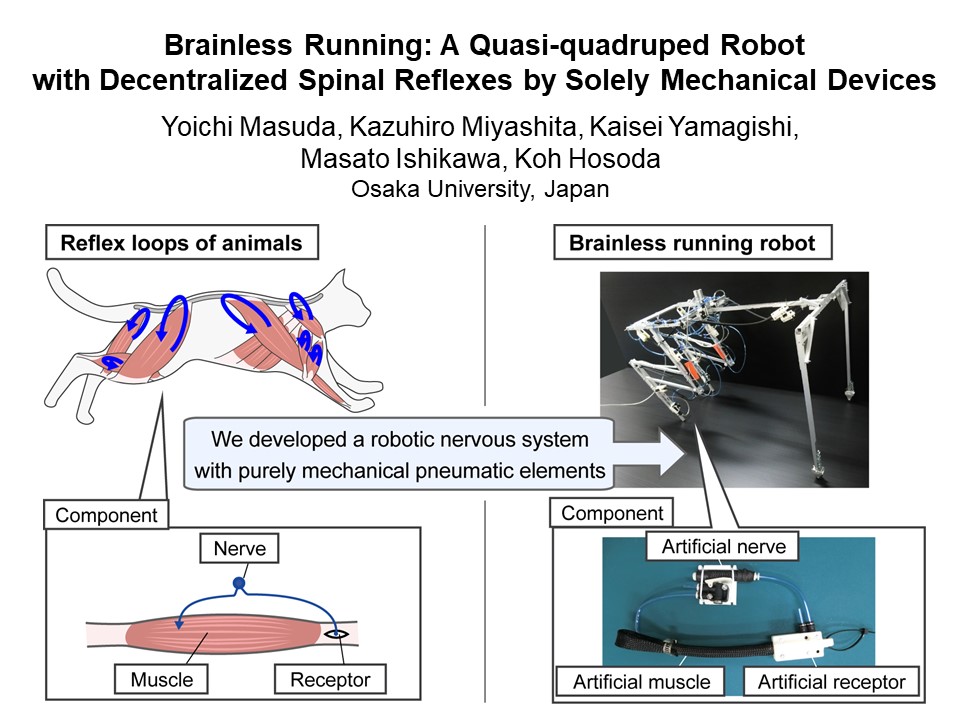 Brainless Running: A Quasi-quadruped Robot
with Decentralized Spinal Reflexes by Solely Mechanical Devices
Yoichi Masuda, Kazuhiro Miyashita, Kaisei Yamagishi,
Masato Ishikawa, Koh Hosoda
Osaka University, Japan
Reflex loops of animals
Brainless running robot
We developed a robotic nervous system
with purely mechanical pneumatic elements
Component
Nerve
Muscle
Receptor
Component
Artificial nerve
Artificial muscle
Artificial receptor